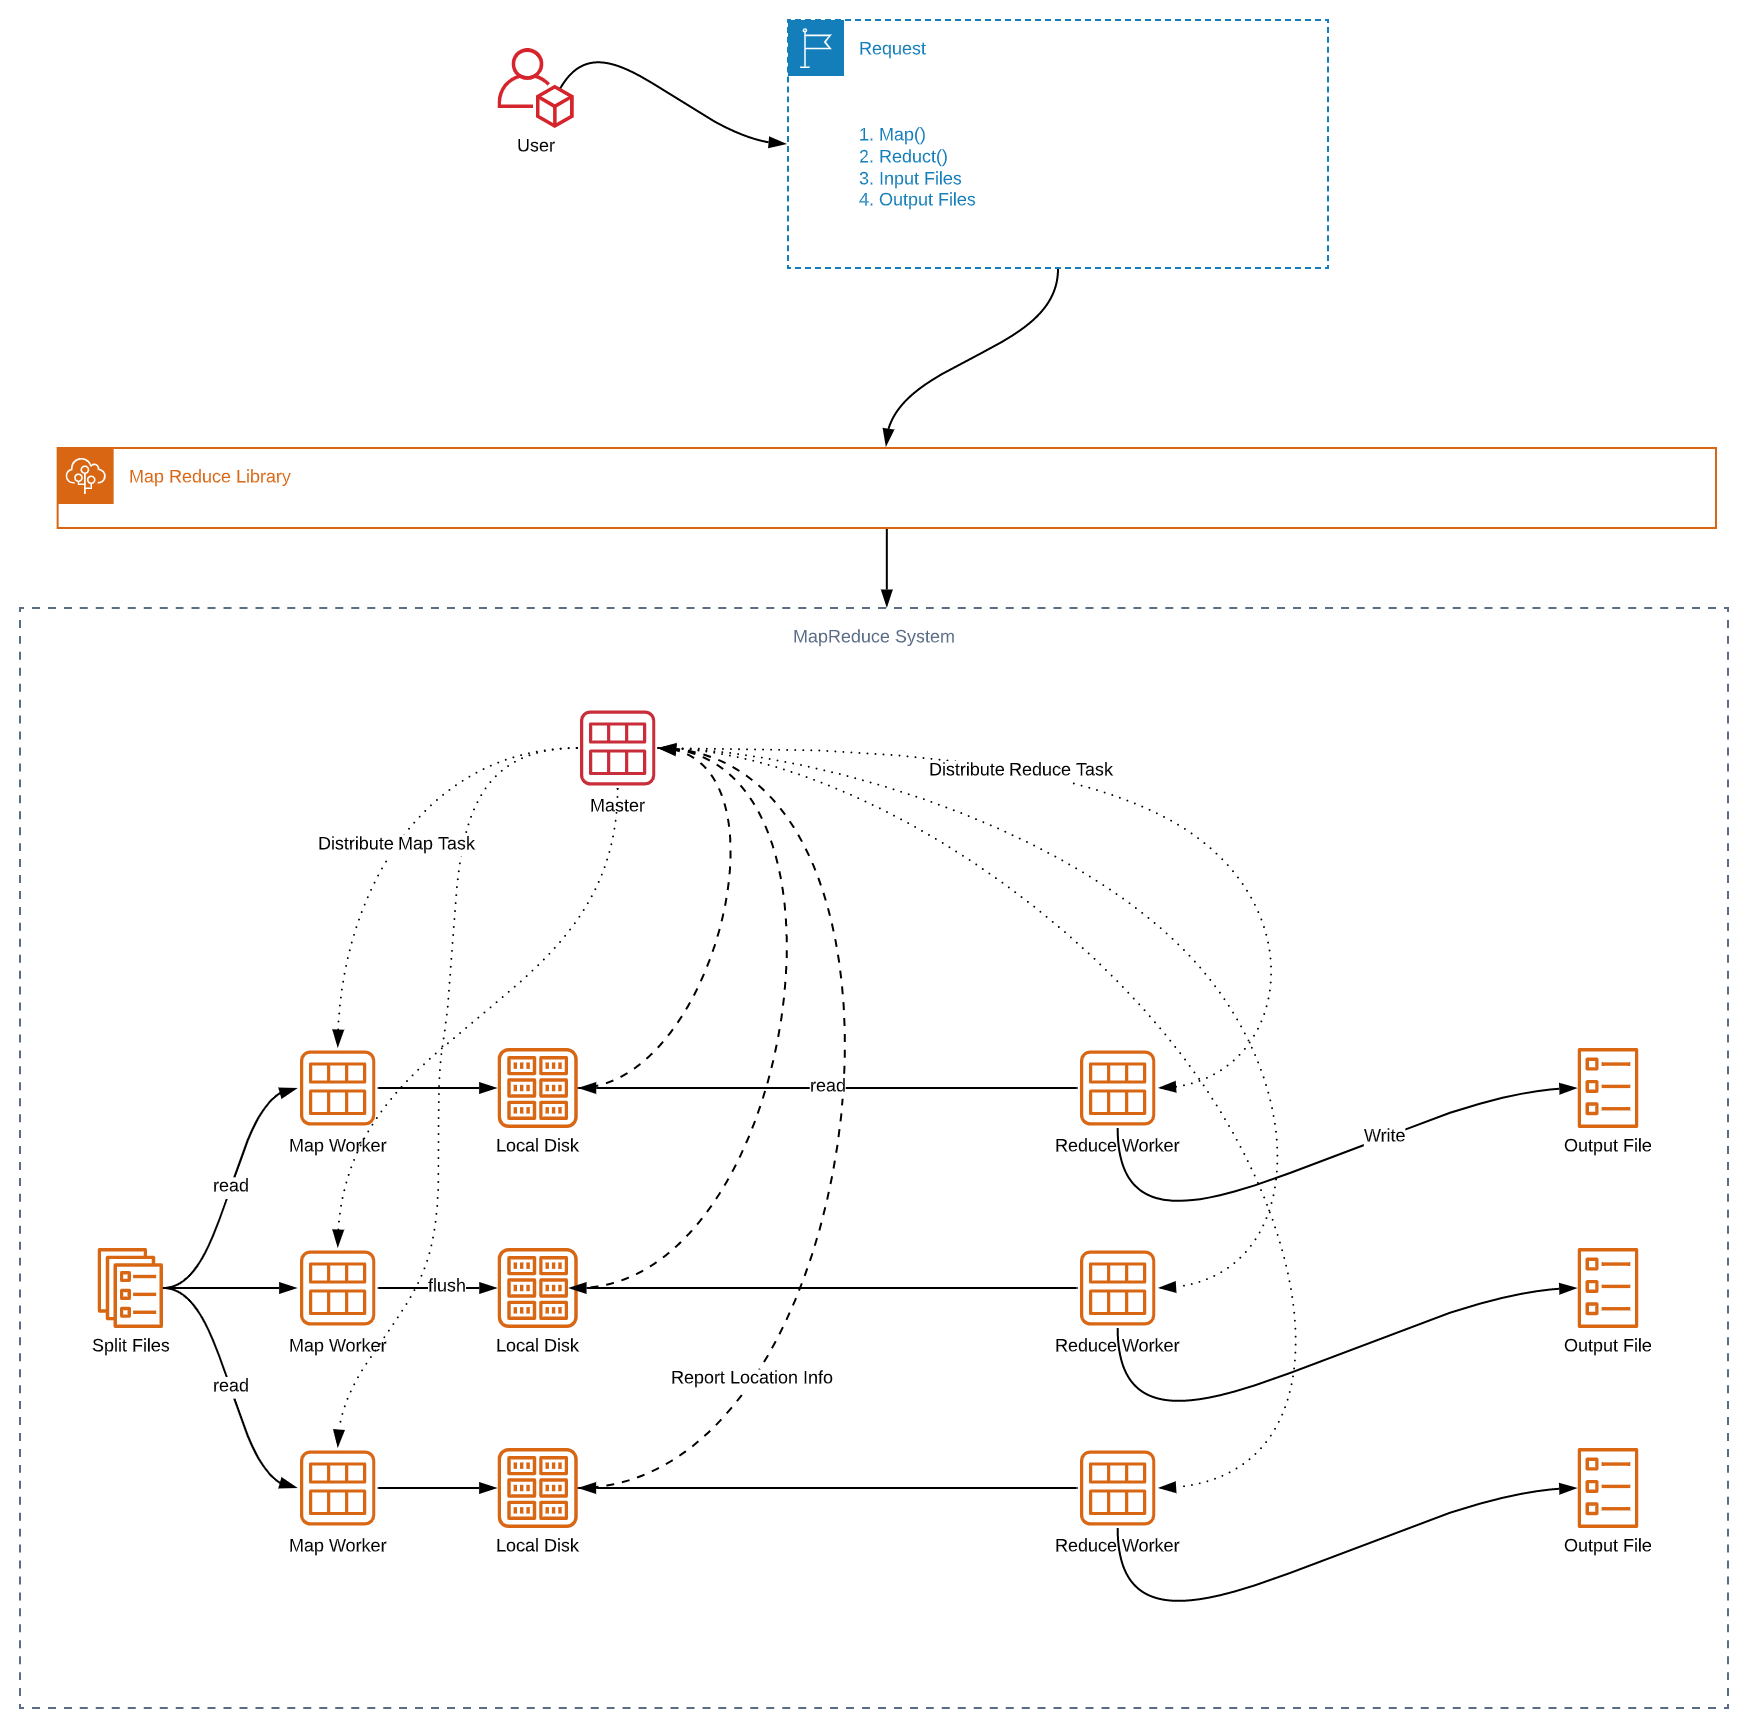 User
Request
1. Map()
2. Reduct()
3. Input Files
4. Output Files
Map Reduce Library
MapReduce System
Master
Distribute Reduce Task
Distribute Map Task
read
Map Worker
Local Disk
Reduce Worker
Write
Output File
read
flush
Split Files
Map Worker
Local Disk
Reduce Worker
Output File
read
Report Location Info
Map Worker
Local Disk
Reduce Worker
Output File